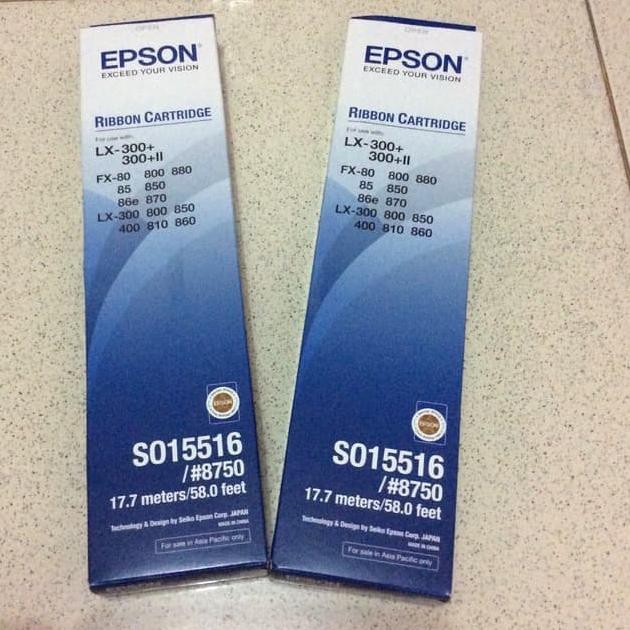 OPEN
EPSON
EXCEED YOUR VISION
RIBBON CARTRIDGE
For use with:
LX-300+
300+II
FX-80 800 880
85 850
86e 870
LX-300 800 850
400 810 860
EPSON
S015516
/#8750
17.7 meters/58.0 feet
Technology & Design by Seiko Epson Corp. JAPAN
MADE IN CHINA
For sale in Asia Pacific only
OPEN
EPSON
EXCEED YOUR VISION
RIBBON CARTRIDGE
For use with:
LX-300+
300+II
FX-80 800 880
85 850
86e 870
LX-300 800 850
400 810 860
EPSON
S015516
/#8750
17.7 meters/58.0 feet
Technology & Design by Seiko Epson Corp. JAPAN
MADE IN CHINA
For sale in Asia Pacific only